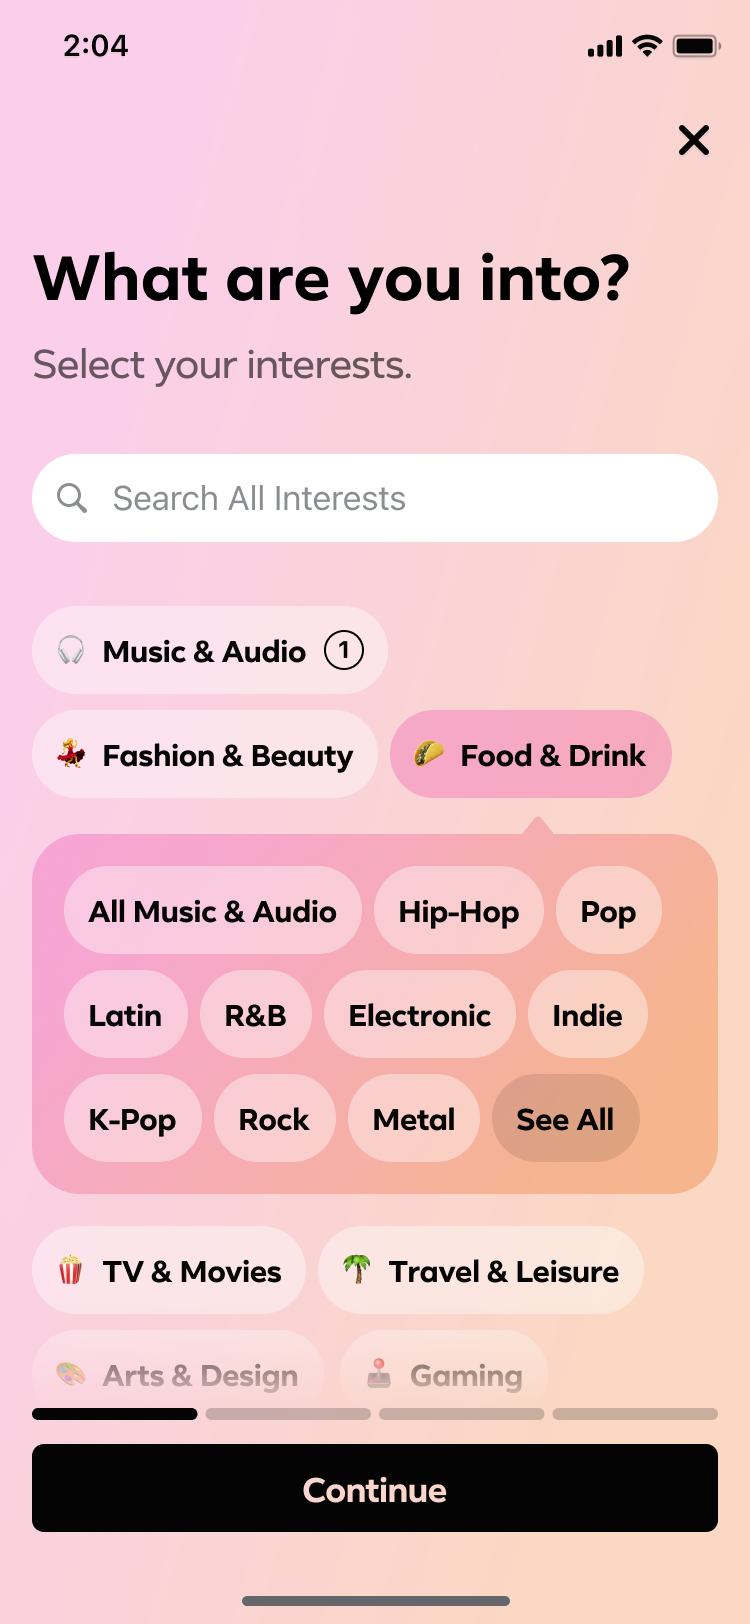 2:04
What are you into?
Select your interests.
Search All Interests
Music & Audio 1
Fashion & Beauty Food & Drink
All Music & Audio Hip-Hop Pop
Latin R&B Electronic Indie
K-Pop Rock Metal See All
TV & Movies Travel & Leisure
Arts & Design Gaming
Continue